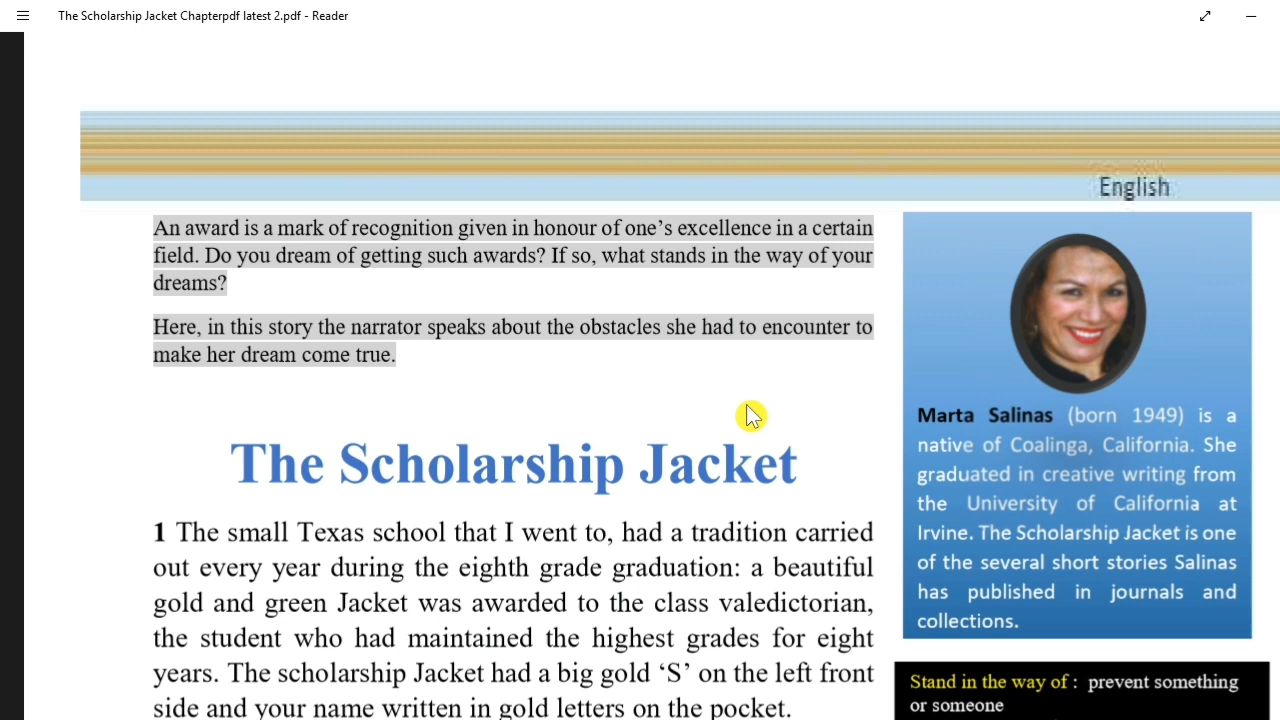 The Scholarship Jacket Chapterpdf latest 2.pdf - Reader
English
An award is a mark of recognition given in honour of one’s excellence in a certain
field. Do you dream of getting such awards? If so, what stands in the way of your
dreams?
Here, in this story the narrator speaks about the obstacles she had to encounter to
make her dream come true.
The Scholarship Jacket
1 The small Texas school that I went to, had a tradition carried
out every year during the eighth grade graduation: a beautiful
gold and green Jacket was awarded to the class valedictorian,
the student who had maintained the highest grades for eight
years. The scholarship Jacket had a big gold ‘S’ on the left front
side and your name written in gold letters on the pocket.
Marta Salinas (born 1949) is a
native of Coalinga, California. She
graduated in creative writing from
the University of California at
Irvine. The Scholarship Jacket is one
of the several short stories Salinas
has published in journals and
collections.
Stand in the way of : prevent something
or someone